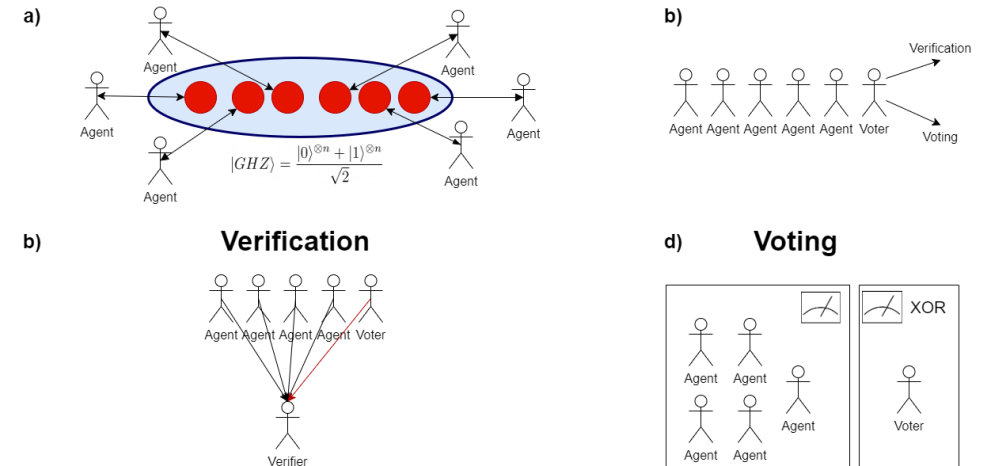 a)
Agent
Agent
Agent
Agent
Agent
Agent
|GHZ⟩ = |0⟩^{⊗n} + |1⟩^{⊗n} / √2
b)
Verification
Agent Agent Agent Agent Agent Voter
Voting
b)
Verification
Agent Agent Agent Agent Voter
Verifier
d)
Voting
XOR
Agent Agent
Agent
Voter
Agent Agent